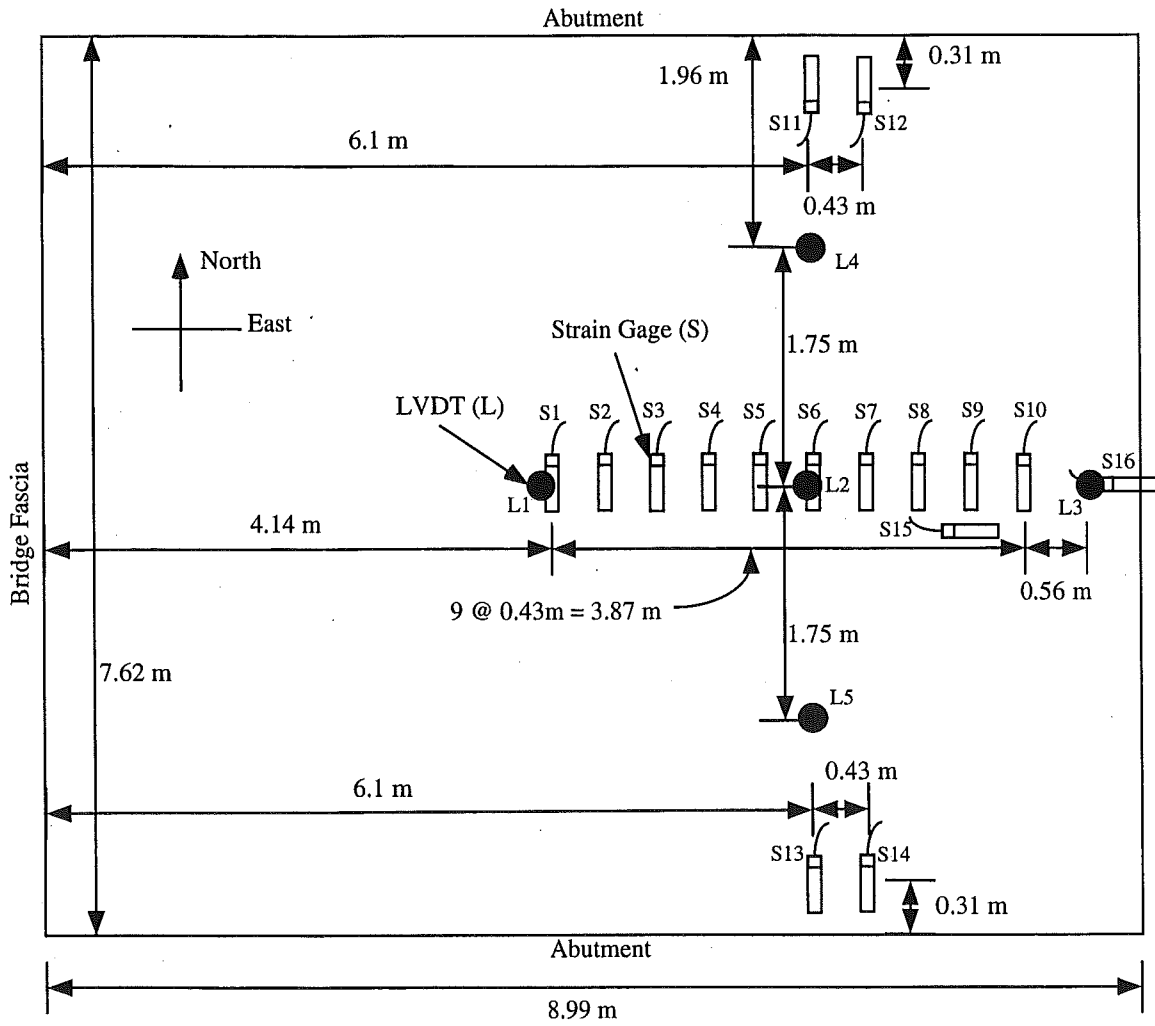 Abutment
0.31 m
1.96 m
S11
S12
6.1 m
0.43 m
L4
North
East
Strain Gage (S)
1.75 m
LVDT (L)
S1
S2
S3
S4
S5
S6
S7
S8
S9
S10
S16
L1
L2
L3
S15
4.14 m
0.56 m
9 @ 0.43m = 3.87 m
1.75 m
Bridge Fascia
7.62 m
L5
0.43 m
6.1 m
S13
S14
0.31 m
Abutment
8.99 m